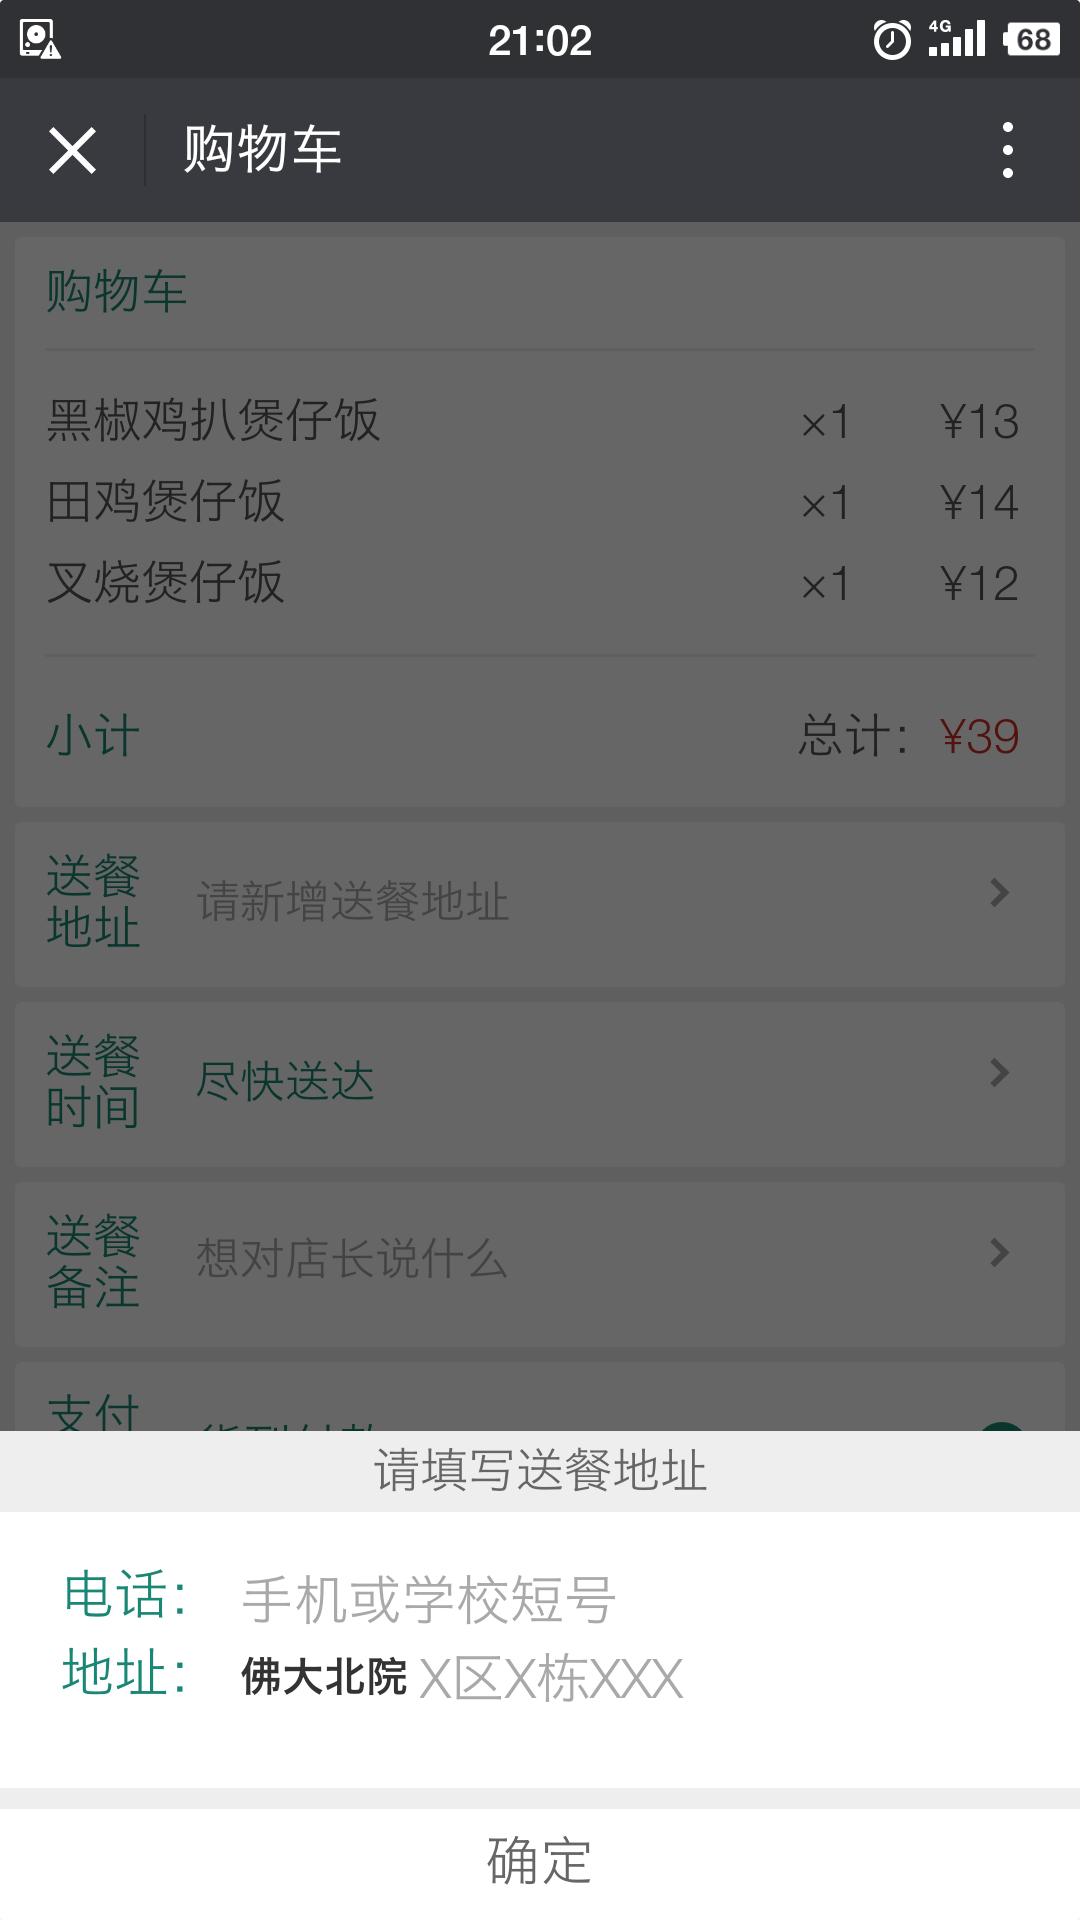 21:02
4G
68
购物车
购物车
黑椒鸡扒煲仔饭 ×1 ¥13
田鸡煲仔饭 ×1 ¥14
叉烧煲仔饭 ×1 ¥12
小计 总计: ¥39
送餐地址 请新增送餐地址
送餐时间 尽快送达
送餐备注 想对店长说什么
支付 货到付款
请填写送餐地址
电话: 手机或学校短号
地址: 佛大北院 X区X栋XXX
确定